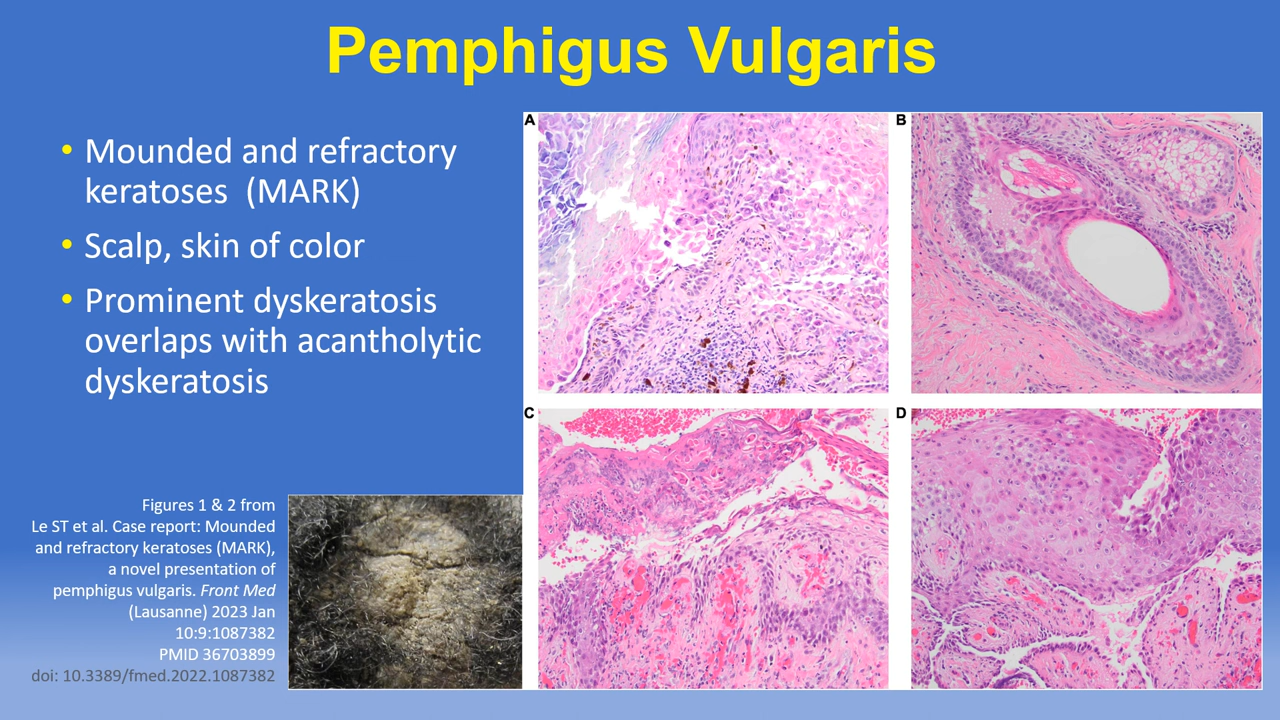 Pemphigus Vulgaris
• Mounded and refractory
keratoses  (MARK)
• Scalp, skin of color
• Prominent dyskeratosis
overlaps with acantholytic
dyskeratosis
A
B
C
D
Figures 1 & 2 from
Le ST et al. Case report: Mounded
and refractory keratoses (MARK),
a novel presentation of
pemphigus vulgaris. Front Med
(Lausanne) 2023 Jan
10:9:1087382
PMID 36703899
doi: 10.3389/fmed.2022.1087382